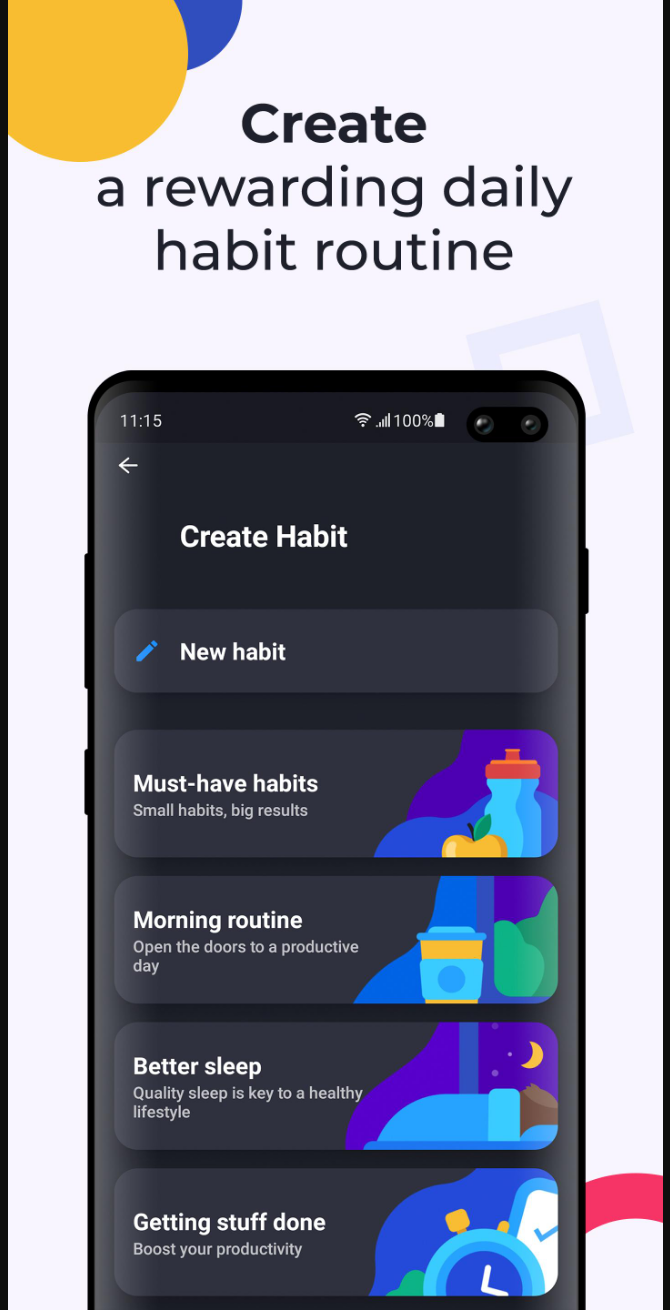 Create
a rewarding daily
habit routine
11:15
100%
Create Habit
New habit
Must-have habits
Small habits, big results
Morning routine
Open the doors to a productive
day
Better sleep
Quality sleep is key to a healthy
lifestyle
Getting stuff done
Boost your productivity